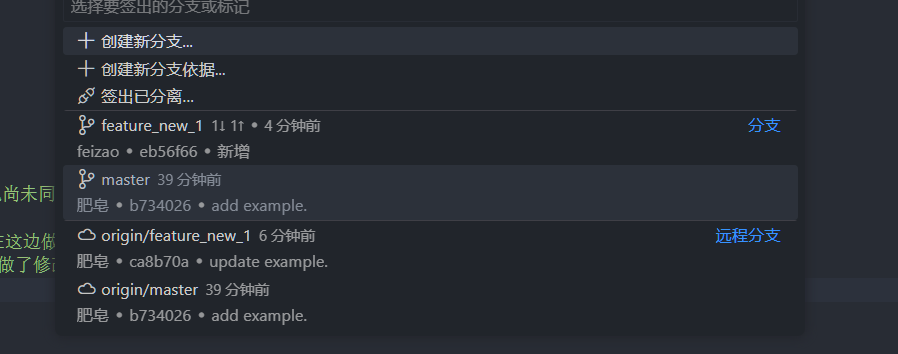 选择要签出的分支或标记
创建新分支...
创建新分支依据...
签出已分离...
feature_new_1 1↓ 1↑ • 4 分钟前 分支
feizao • eb56f66 • 新增
master 39 分钟前
肥皂 • b734026 • add example.
origin/feature_new_1 6 分钟前 远程分支
肥皂 • ca8b70a • update example.
origin/master 39 分钟前
肥皂 • b734026 • add example.
尚未同
在这边做
做了修